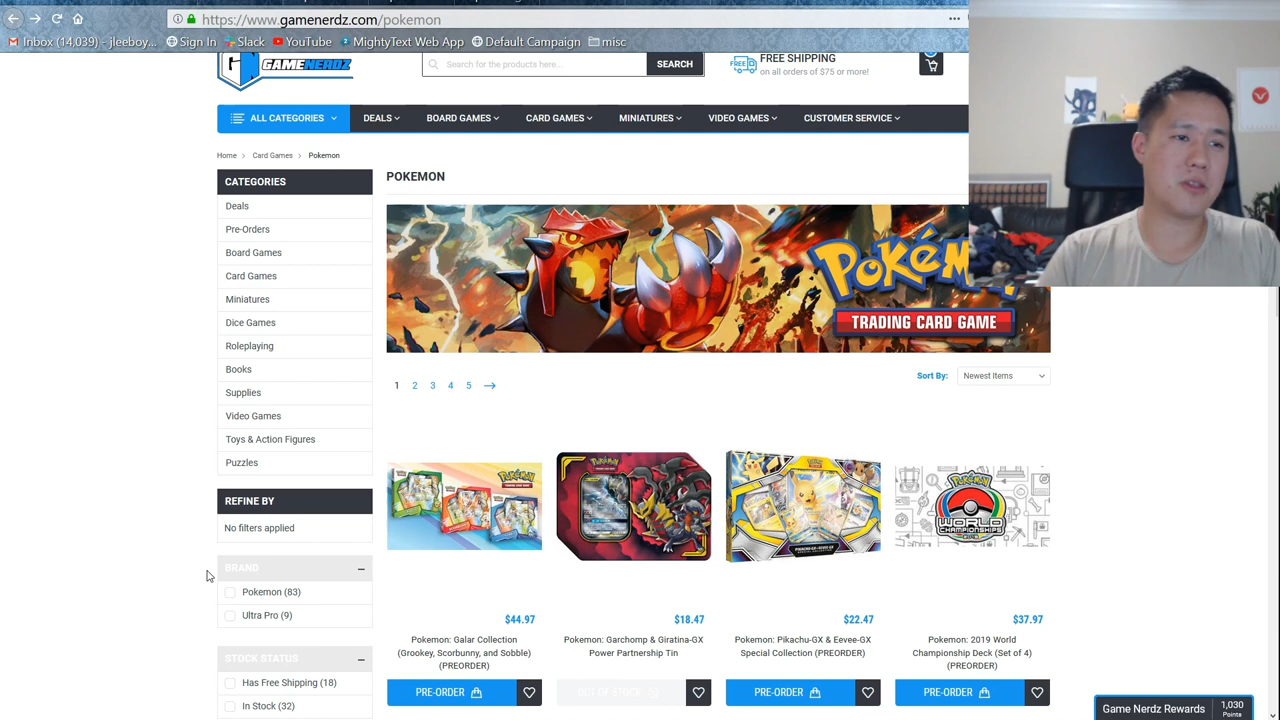 https://www.gamenerdz.com/pokemon
Inbox (14,039) - jleeboy...
Sign In
Slack
YouTube
MightyText Web App
Default Campaign
misc
GAMENERDZ
Search for the products here...
SEARCH
FREE
FREE SHIPPING
on all orders of $75 or more!
ALL CATEGORIES
DEALS
BOARD GAMES
CARD GAMES
MINIATURES
VIDEO GAMES
CUSTOMER SERVICE
Home > Card Games > Pokemon
CATEGORIES
Deals
Pre-Orders
Board Games
Card Games
Miniatures
Dice Games
Roleplaying
Books
Supplies
Video Games
Toys & Action Figures
Puzzles
REFINE BY
No filters applied
BRAND
Pokemon (83)
Ultra Pro (9)
STOCK STATUS
Has Free Shipping (18)
In Stock (32)
POKEMON
Pokém
TRADING CARD GAME
1 2 3 4 5
Sort By:
Newest Items
WORLD
CHAMPIONSHIPS
$44.97
Pokemon: Galar Collection
(Grookey, Scorbunny, and Sobble)
(PREORDER)
PRE-ORDER
$18.47
Pokemon: Garchomp & Giratina-GX
Power Partnership Tin
OUT OF STOCK
$22.47
Pokemon: Pikachu-GX & Eevee-GX
Special Collection (PREORDER)
PRE-ORDER
$37.97
Pokemon: 2019 World
Championship Deck (Set of 4)
(PREORDER)
PRE-ORDER
Game Nerdz Rewards
1,030
Points